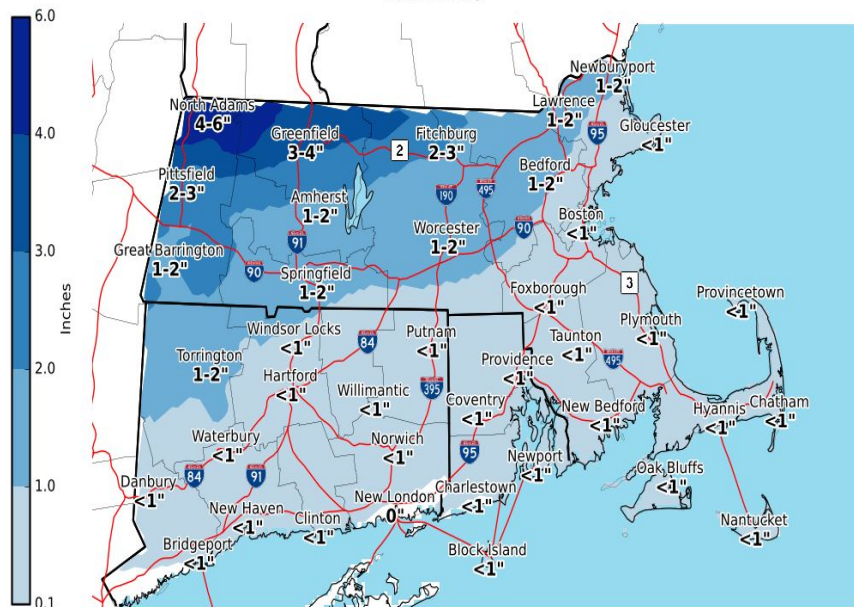 6.0
4.0
3.0
2.0
1.0
0.1
Inches
Newburyport
1-2"
North Adams
4-6"
Lawrence
1-2"
95
Gloucester
<1"
Greenfield
3-4"
2
Fitchburg
2-3"
Bedford
1-2"
Pittsfield
2-3"
Amherst
1-2"
190
495
Boston
<1"
Great Barrington
1-2"
91
Worcester
1-2"
90
90
Springfield
1-2"
Foxborough
<1"
3
Provincetown
<1"
Windsor Locks
<1"
84
Putnam
<1"
Taunton
<1"
Plymouth
<1"
Torrington
1-2"
Hartford
<1"
Willimantic
<1"
395
Providence
<1"
495
Coventry
<1"
New Bedford
<1"
Hyannis
<1"
Chatham
<1"
Waterbury
<1"
Norwich
<1"
95
Newport
<1"
Oak Bluffs
<1"
Danbury
<1"
84
91
New London
0"
Charlestown
<1"
New Haven
<1"
Clinton
<1"
Nantucket
<1"
Bridgeport
<1"
Block Island
<1"